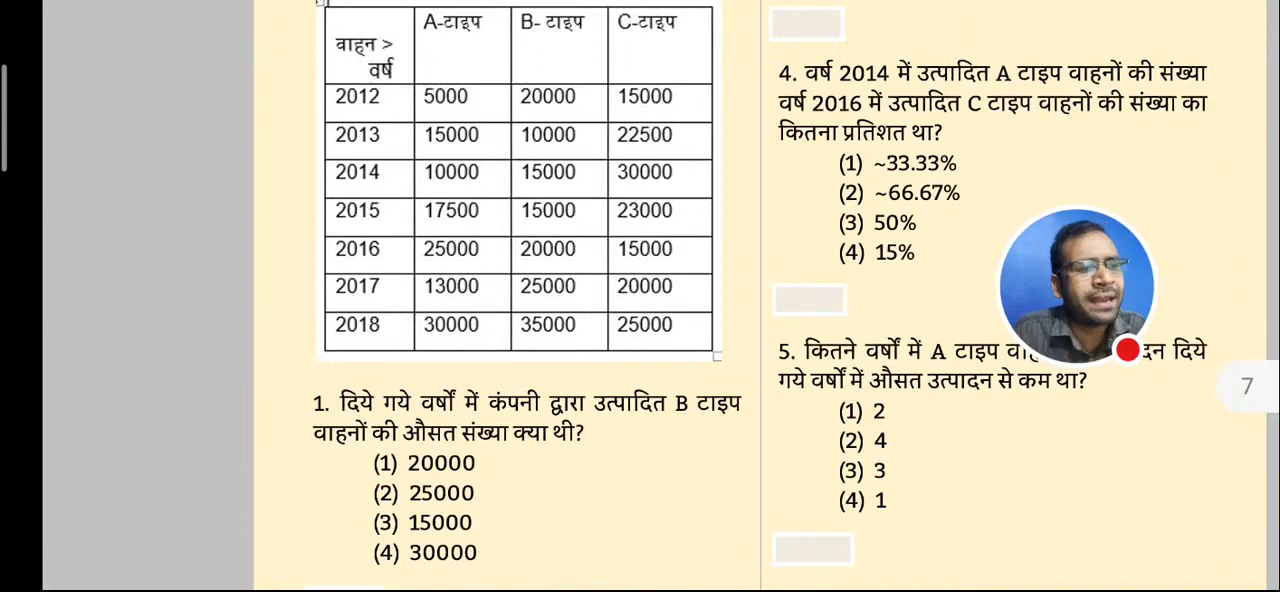 A-टाइप B- टाइप C-टाइप
वाहन >
वर्ष
2012 5000 20000 15000
2013 15000 10000 22500
2014 10000 15000 30000
2015 17500 15000 23000
2016 25000 20000 15000
2017 13000 25000 20000
2018 30000 35000 25000
1. दिये गये वर्षों में कंपनी द्वारा उत्पादित B टाइप
वाहनों की औसत संख्या क्या थी?
(1) 20000
(2) 25000
(3) 15000
(4) 30000
4. वर्ष 2014 में उत्पादित A टाइप वाहनों की संख्या
वर्ष 2016 में उत्पादित C टाइप वाहनों की संख्या का
कितना प्रतिशत था?
(1) ~33.33%
(2) ~66.67%
(3) 50%
(4) 15%
5. कितने वर्षों में A टाइप दिये
गये वर्षों में औसत उत्पादन से कम था?
(1) 2
(2) 4
(3) 3
(4) 1
7